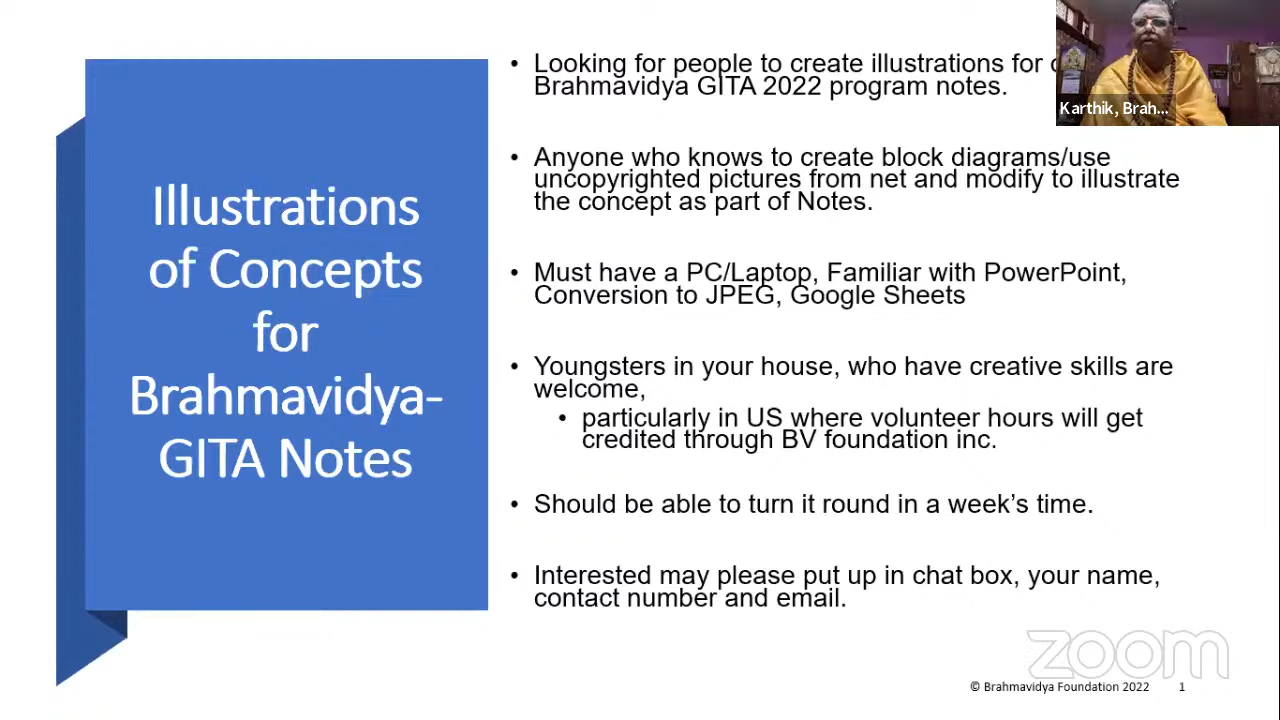 Illustrations
of Concepts
for
Brahmavidya-
GITA Notes
• Looking for people to create illustrations for
Brahmavidya GITA 2022 program notes.
• Anyone who knows to create block diagrams/use
uncopyrighted pictures from net and modify to illustrate
the concept as part of Notes.
• Must have a PC/Laptop, Familiar with PowerPoint,
Conversion to JPEG, Google Sheets
• Youngsters in your house, who have creative skills are
welcome,
• particularly in US where volunteer hours will get
credited through BV foundation inc.
• Should be able to turn it round in a week’s time.
• Interested may please put up in chat box, your name,
contact number and email.
Karthik, Brah...
zoom
© Brahmavidya Foundation 2022 1